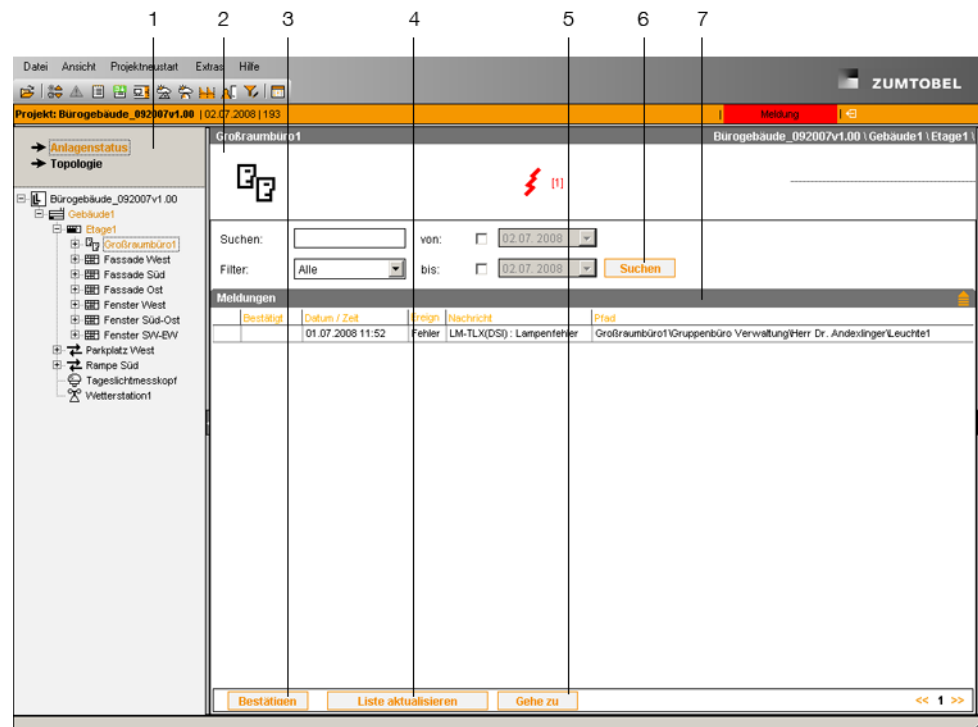 1 2 3 4 5 6 7
Datei Ansicht Projektneustart Extras Hilfe
ZUMTOBEL
Projekt: Bürogebäude_092007v1.00 | 02.07.2008 | 193
Meldung
Anlagenstatus
Topologie
Großraumbüro1
Bürogebäude_092007v1.00 \ Gebäude1 \ Etage1 \
[1]
Bürogebäude_092007v1.00
Gebäude1
Etage1
Großraumbüro1
Fassade West
Fassade Süd
Fassade Ost
Fenster West
Fenster Süd-Ost
Fenster SW-EW
Parkplatz West
Rampe Süd
Tageslichtmesskopf
Wetterstation1
Suchen: von: 02.07. 2008
Filter: Alle bis: 02.07. 2008 Suchen
Meldungen
Bestätigt Datum / Zeit Ereign Nachricht Pfad
01.07.2008 11:52 Fehler LM-TLX(DSI) : Lampenfehler Großraumbüro1\Gruppenbüro Verwaltung\Herr Dr. Andexlinger\Leuchte1
Bestätigen Liste aktualisieren Gehe zu << 1 >>